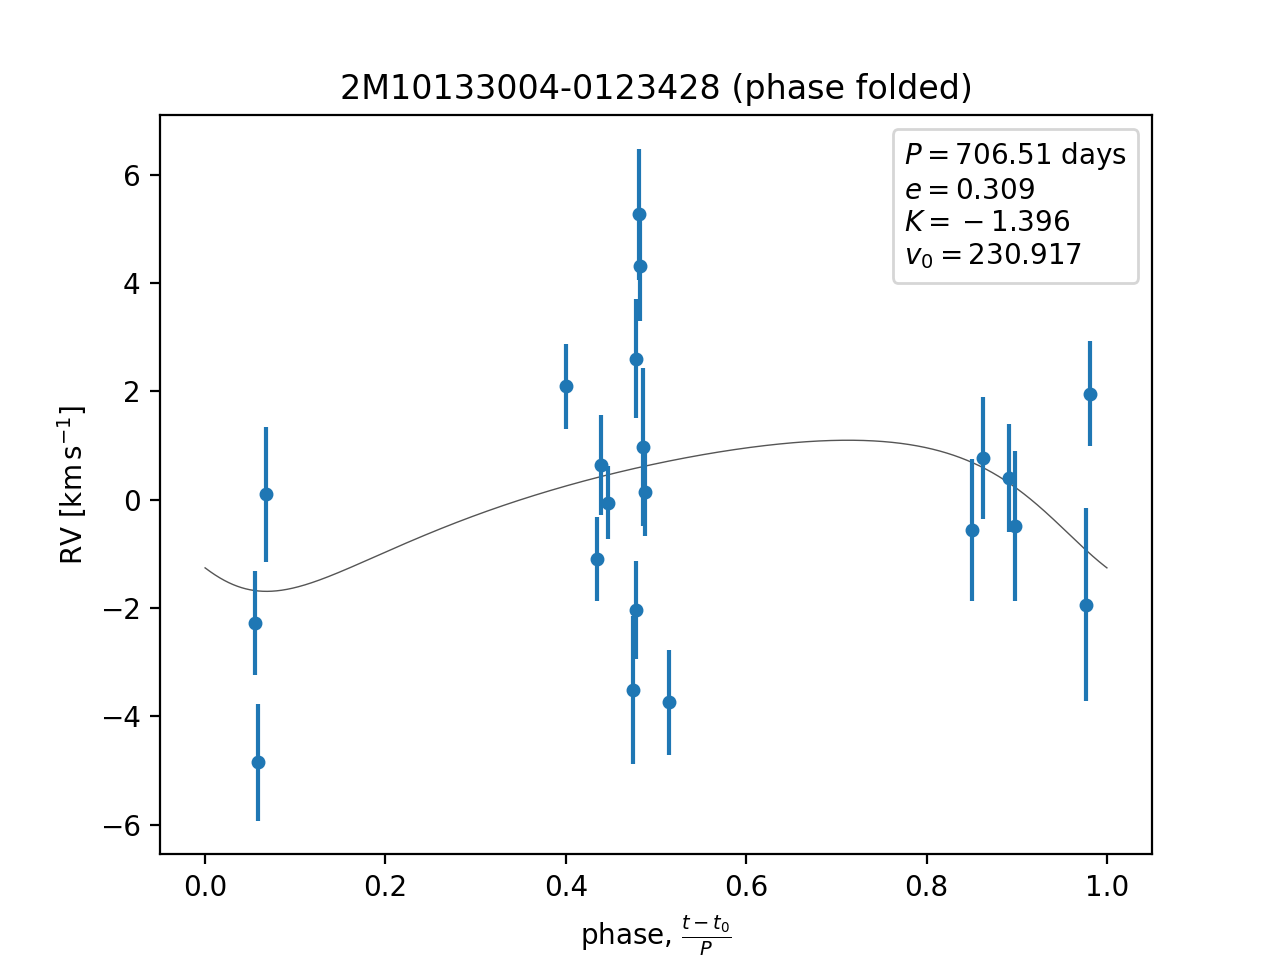 2M10133004-0123428 (phase folded)
P = 706.51 days
e = 0.309
K = −1.396
v₀ = 230.917
RV [km s⁻¹]
6
4
2
0
−2
−4
−6
0.0 0.2 0.4 0.6 0.8 1.0
phase, (t − t₀)/P